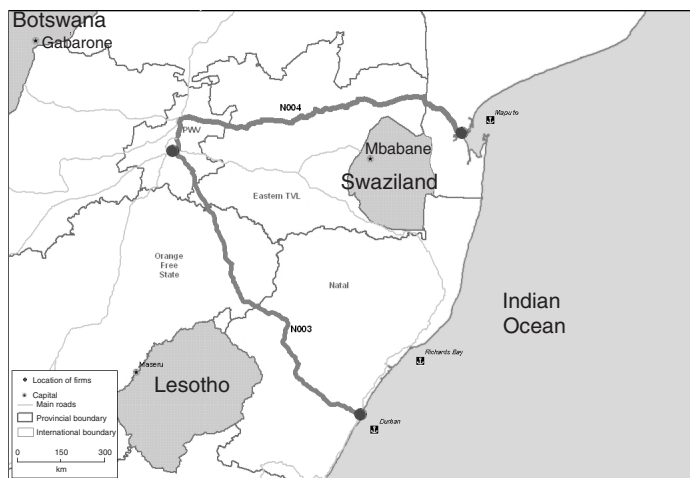 Botswana
Gabarone
N004
Maputo
PWV
Mbabane
Swaziland
Eastern TVL
Orange
Free
State
Natal
Indian
Ocean
N003
Richards Bay
Maseru
Lesotho
Durban
Location of firms
Capital
Main roads
Provincial boundary
International boundary
0 150 300
km